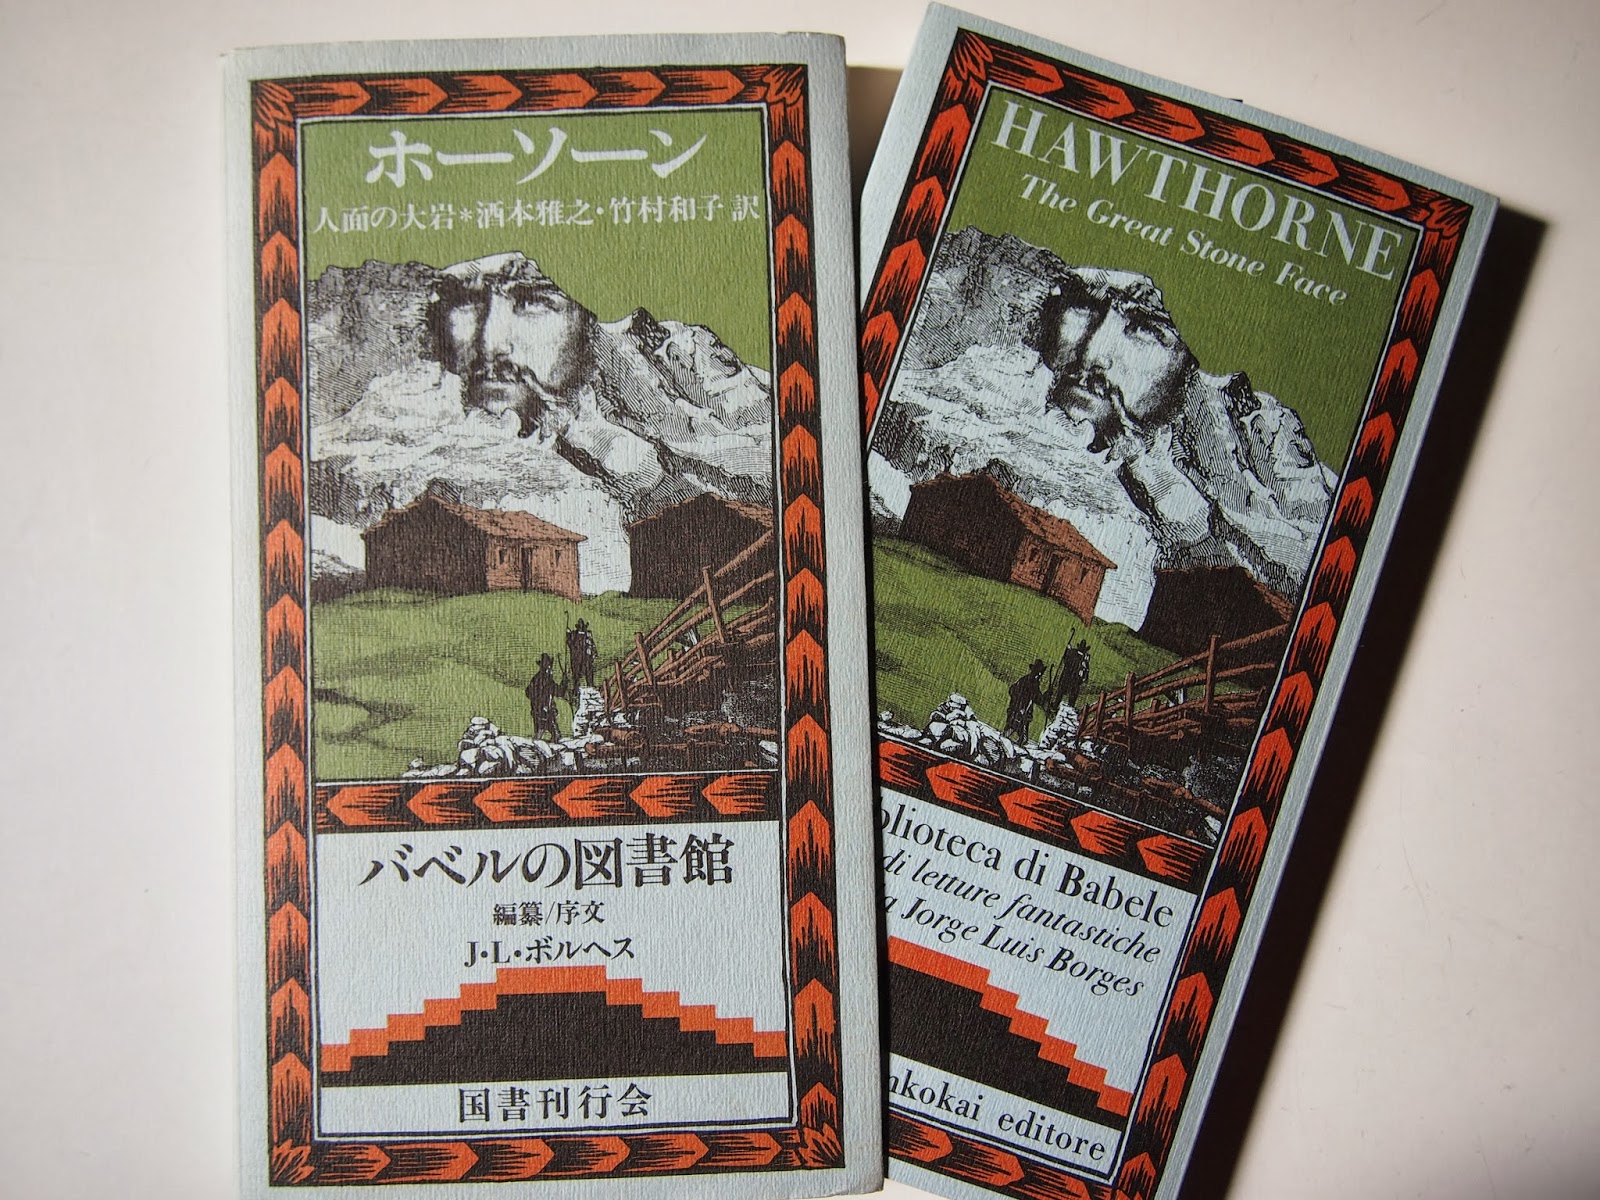 ホーソーン
人面の大岩*酒本雅之・竹村和子 訳
バベルの図書館
編纂/序文
J・L・ボルヘス
国書刊行会
HAWTHORNE
The Great Stone Face
blioteca di Babele
di letture fantastiche
a Jorge Luis Borges
nkokai editore